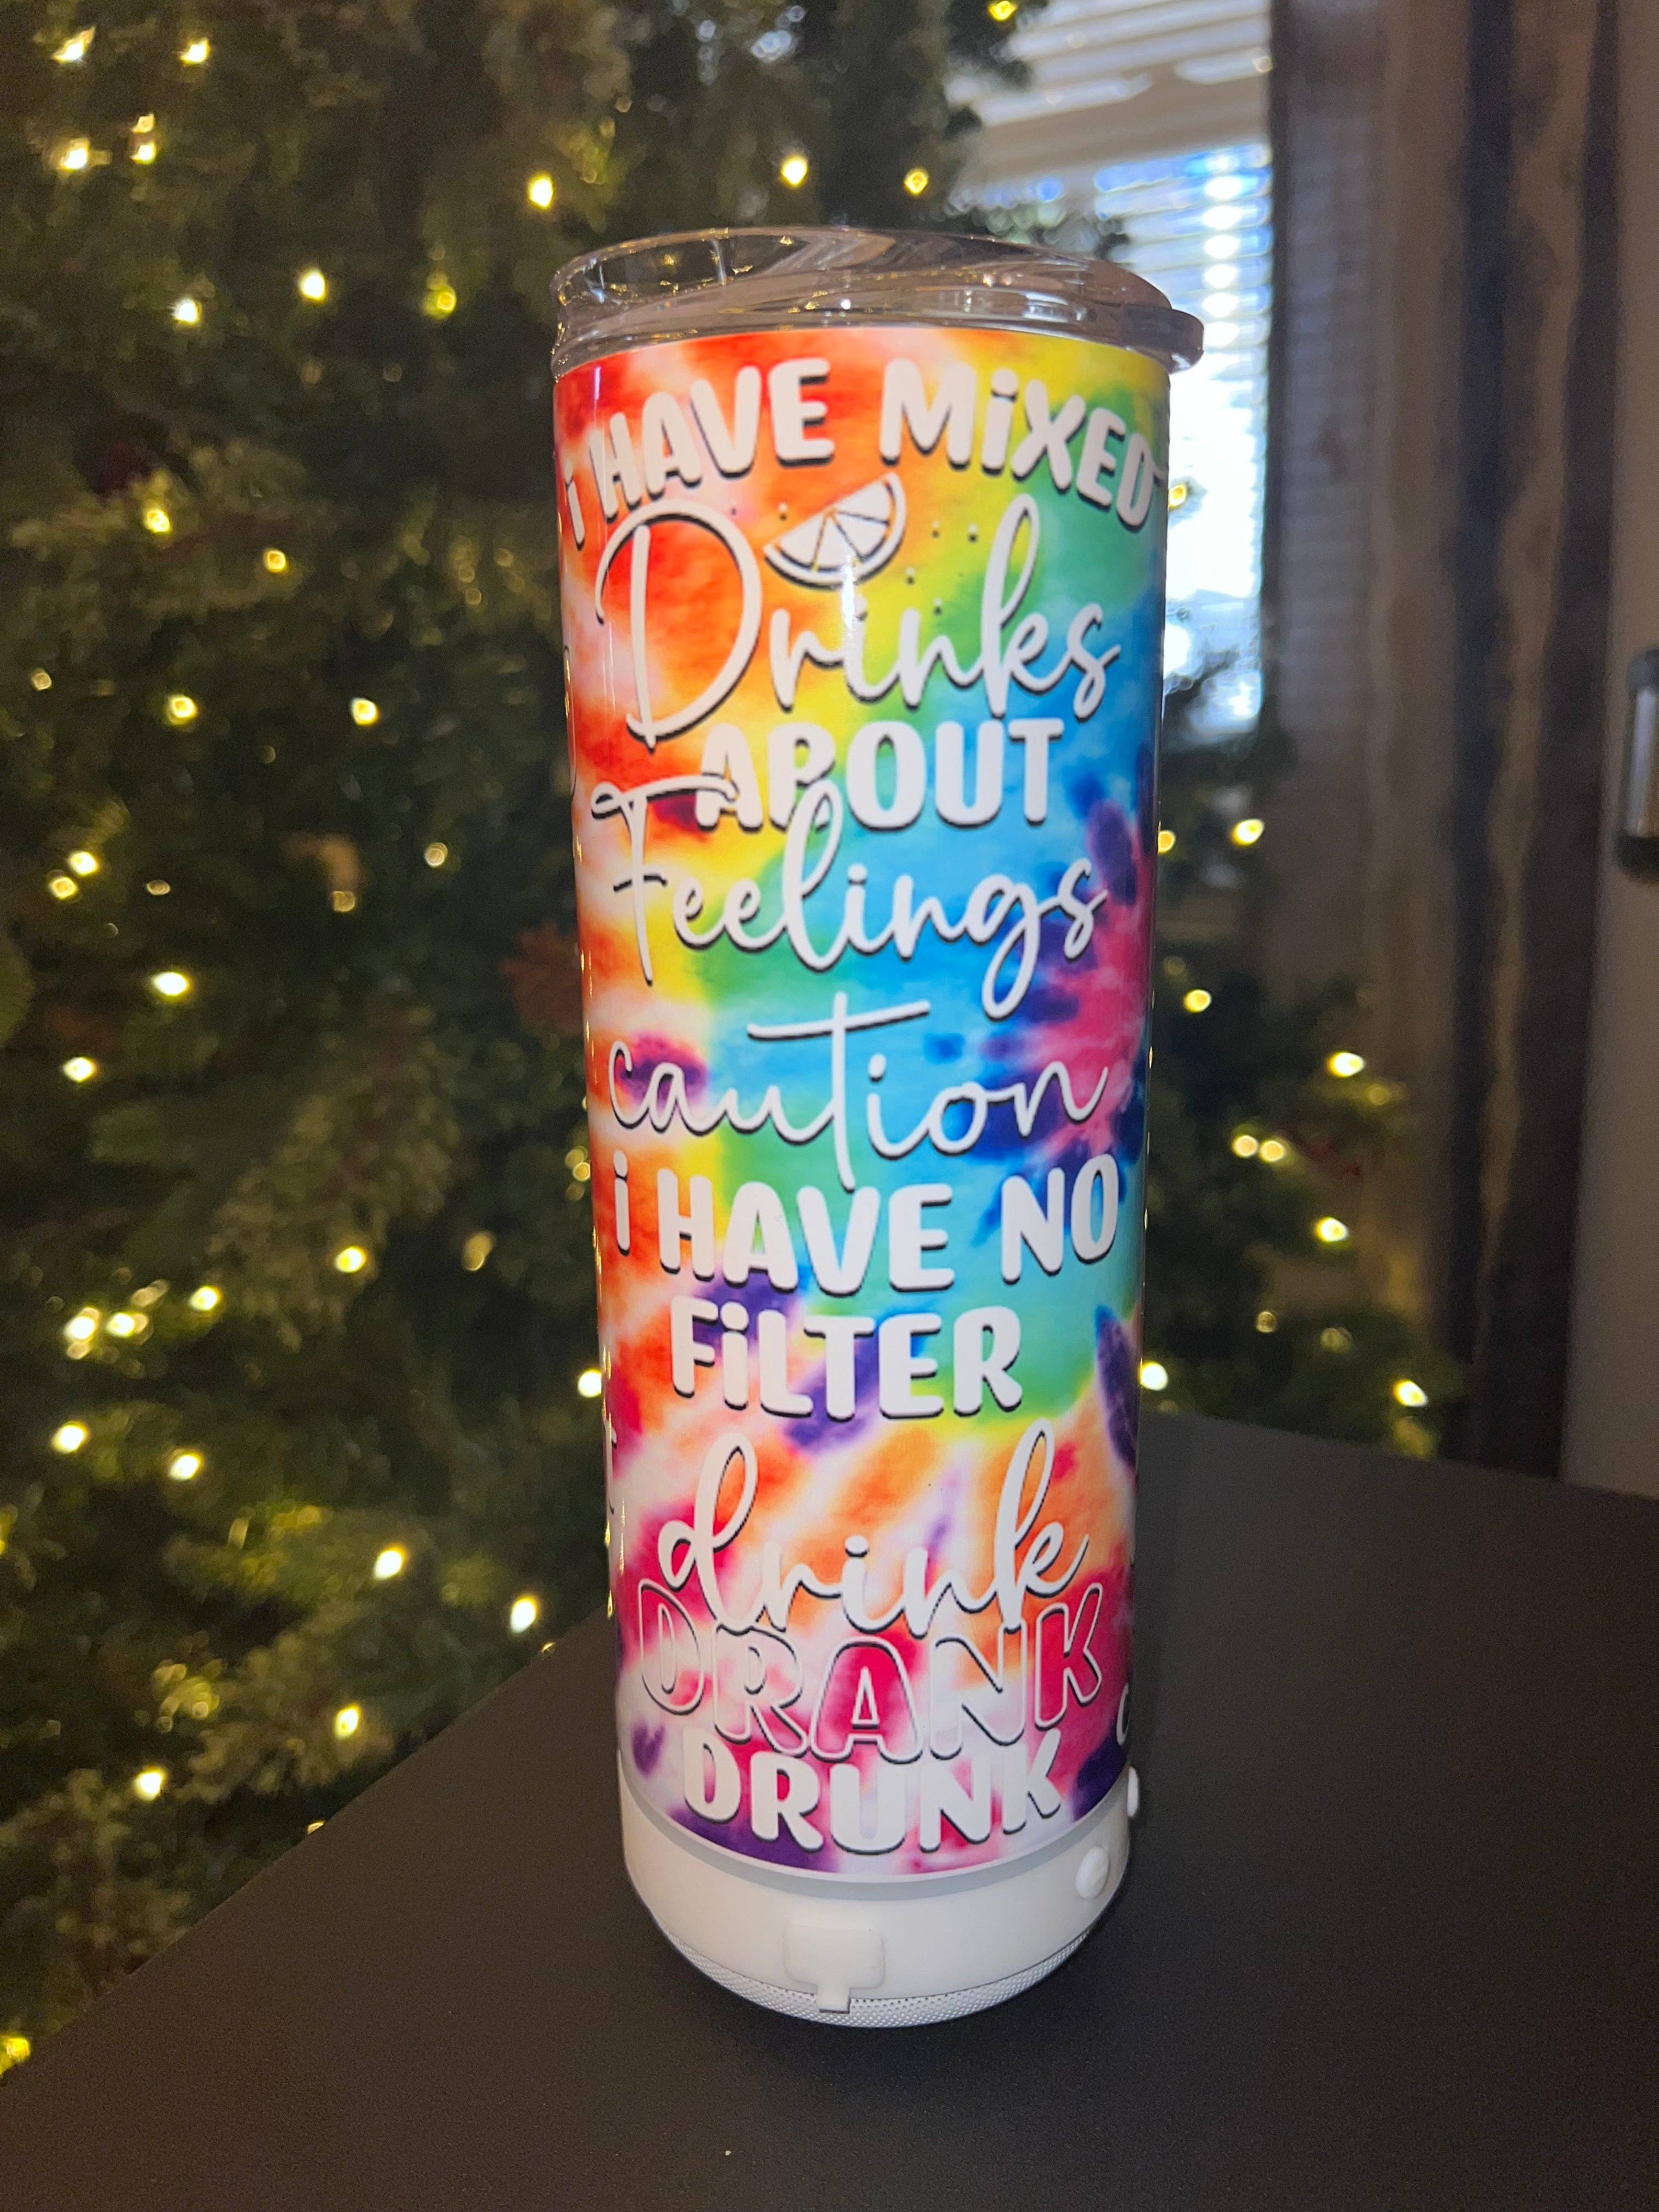 i HAVE MiXED
Drinks
ABOUT
Feelings
caution
i HAVE NO
FiLTER
drink
DRANK
DRUNK